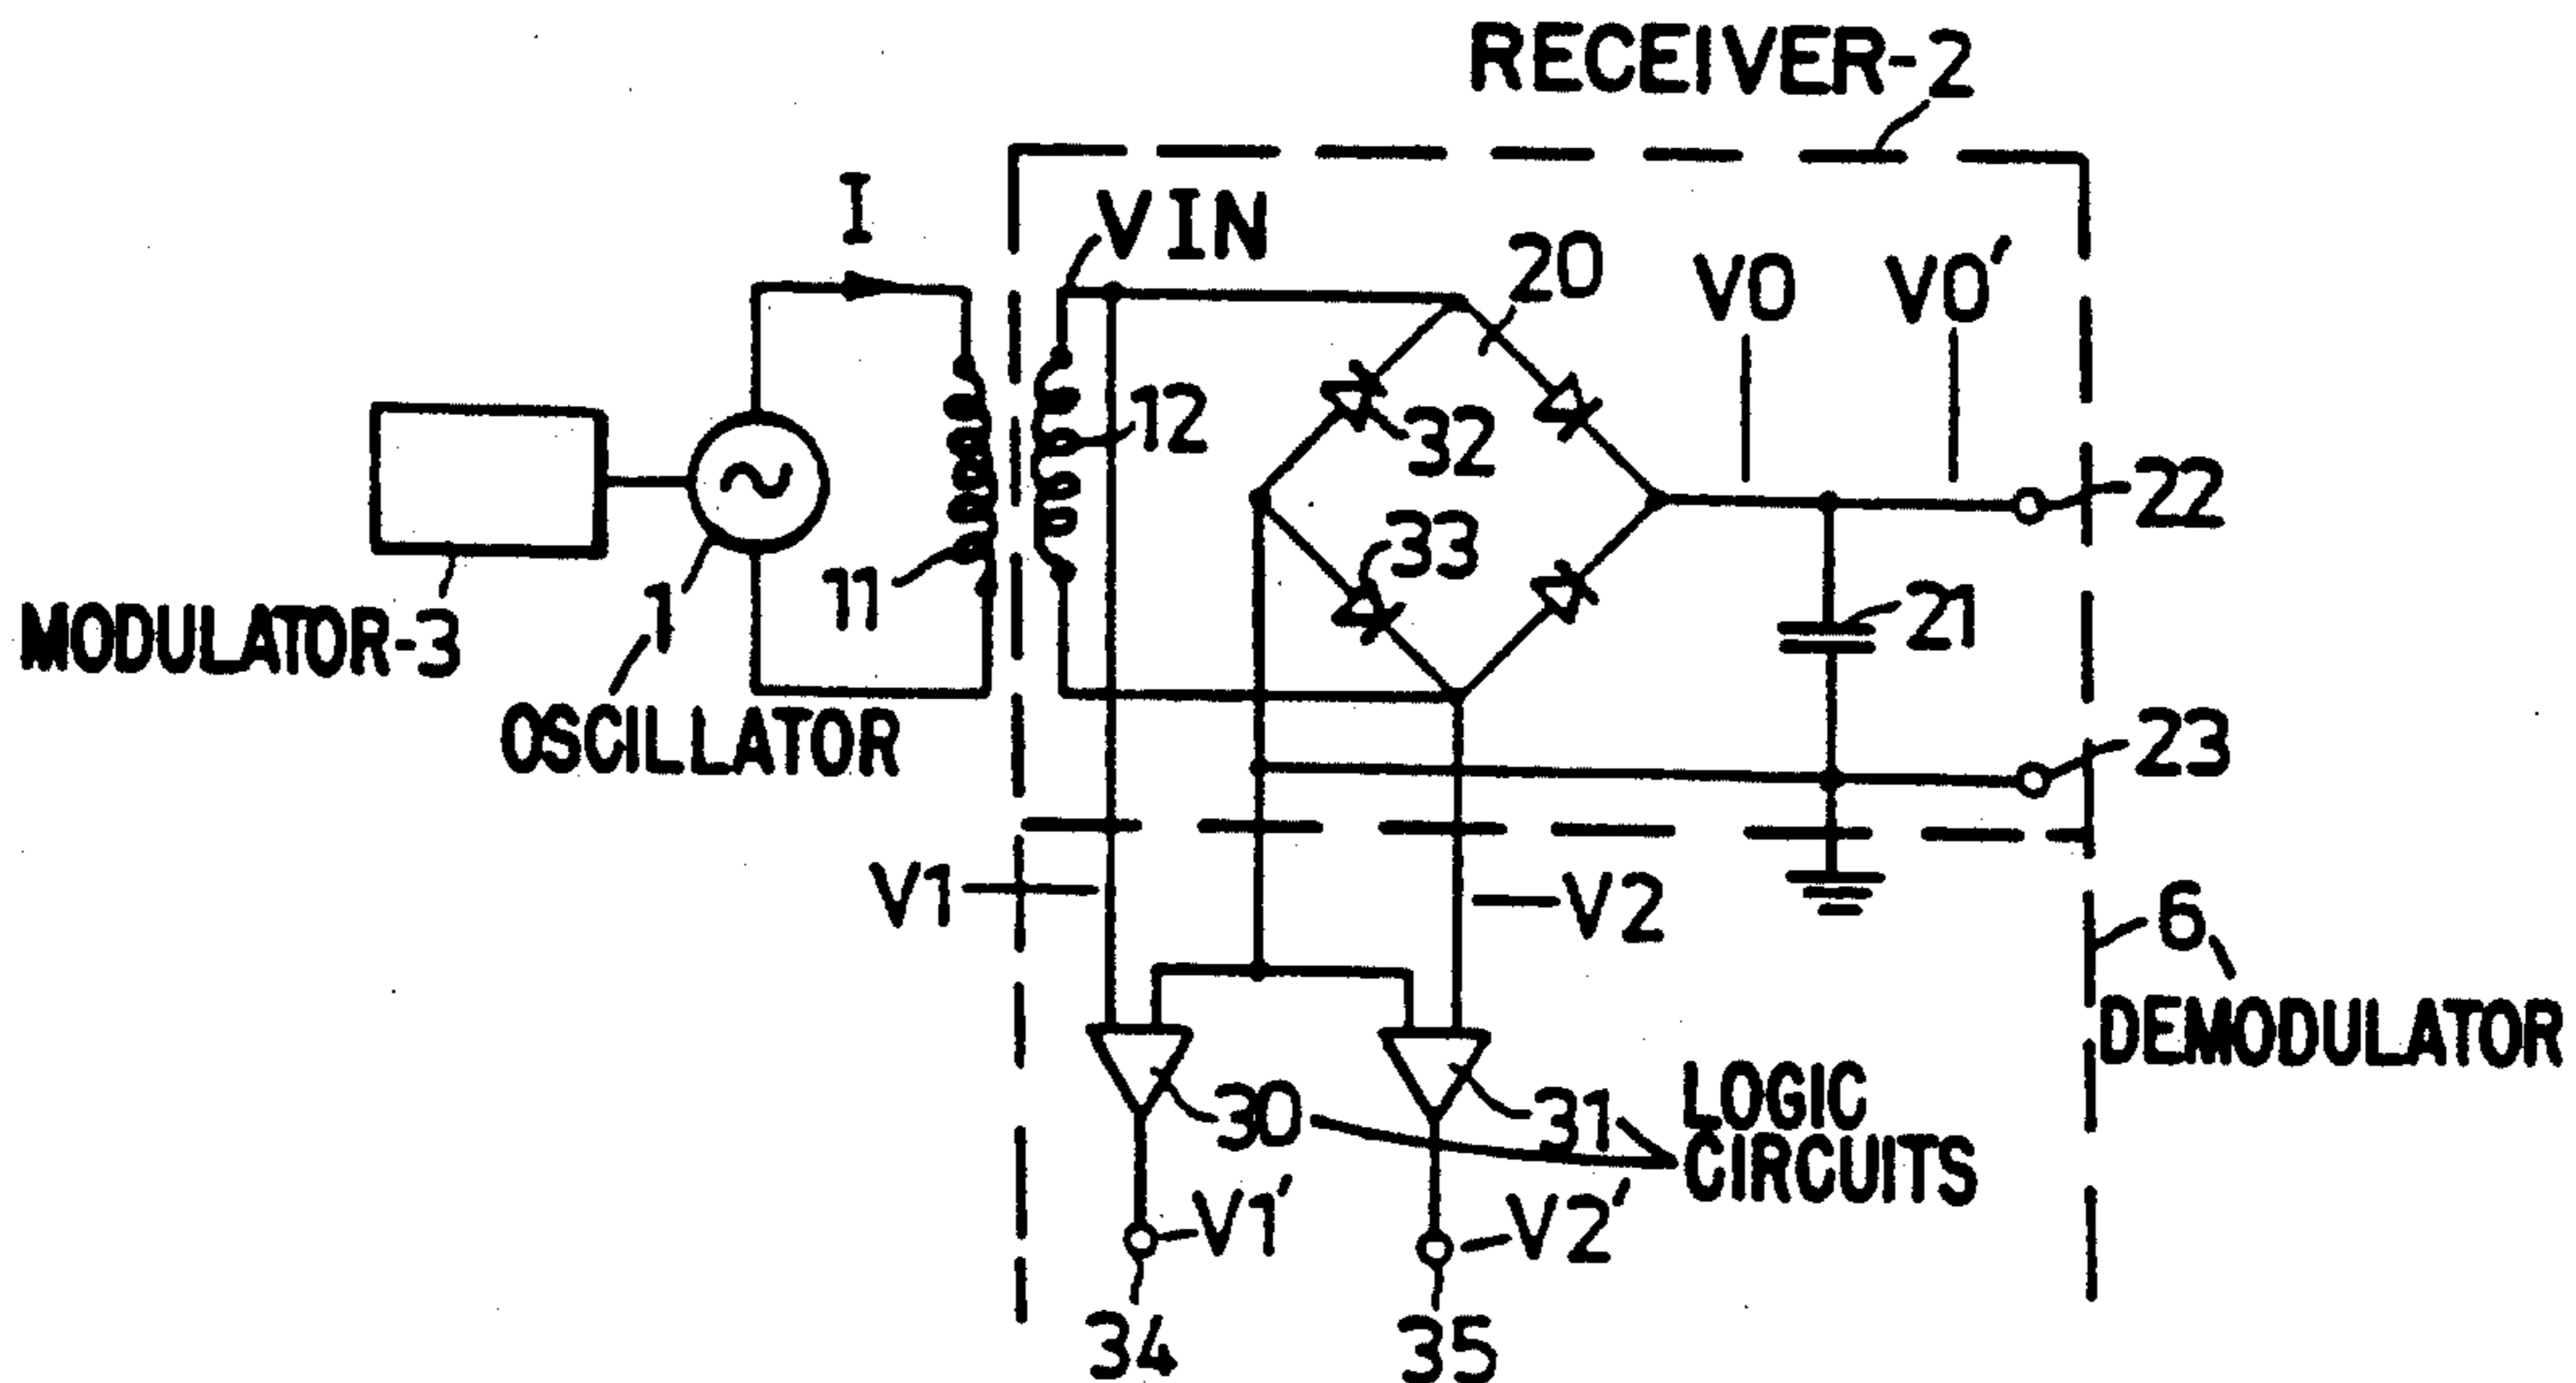 RECEIVER-2
I
VIN
20
VO
VO′
12
32
22
33
11
1
21
MODULATOR-3
OSCILLATOR
23
V1
V2
6
DEMODULATOR
30
31
LOGIC
CIRCUITS
V1′
V2′
34
35